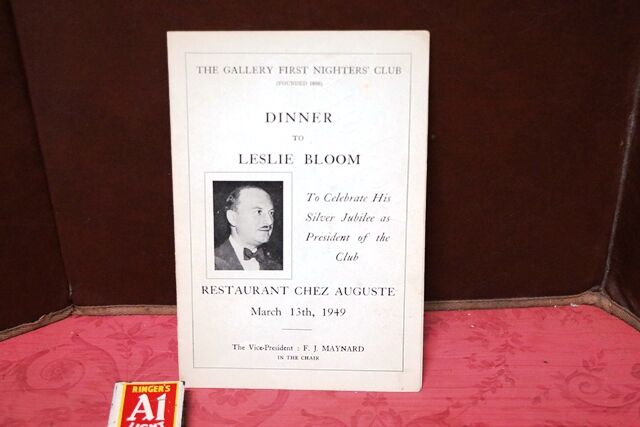 THE GALLERY FIRST NIGHTERS' CLUB
(FOUNDED 1896)
DINNER
TO
LESLIE BLOOM
To Celebrate His
Silver Jubilee as
President of the
Club
RESTAURANT CHEZ AUGUSTE
March 13th, 1949
The Vice-President : F. J. MAYNARD
IN THE CHAIR
RINGER'S
A1
LIGHT